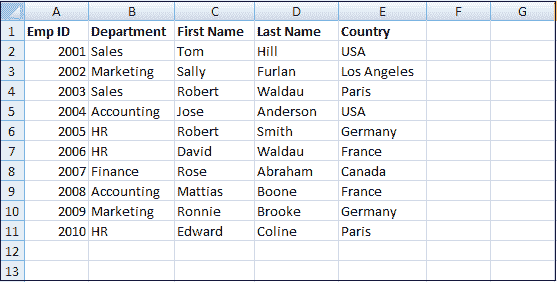 A B C D E F G
1 Emp ID Department First Name Last Name Country
2 2001 Sales Tom Hill USA
3 2002 Marketing Sally Furlan Los Angeles
4 2003 Sales Robert Waldau Paris
5 2004 Accounting Jose Anderson USA
6 2005 HR Robert Smith Germany
7 2006 HR David Waldau France
8 2007 Finance Rose Abraham Canada
9 2008 Accounting Mattias Boone France
10 2009 Marketing Ronnie Brooke Germany
11 2010 HR Edward Coline Paris
12
13